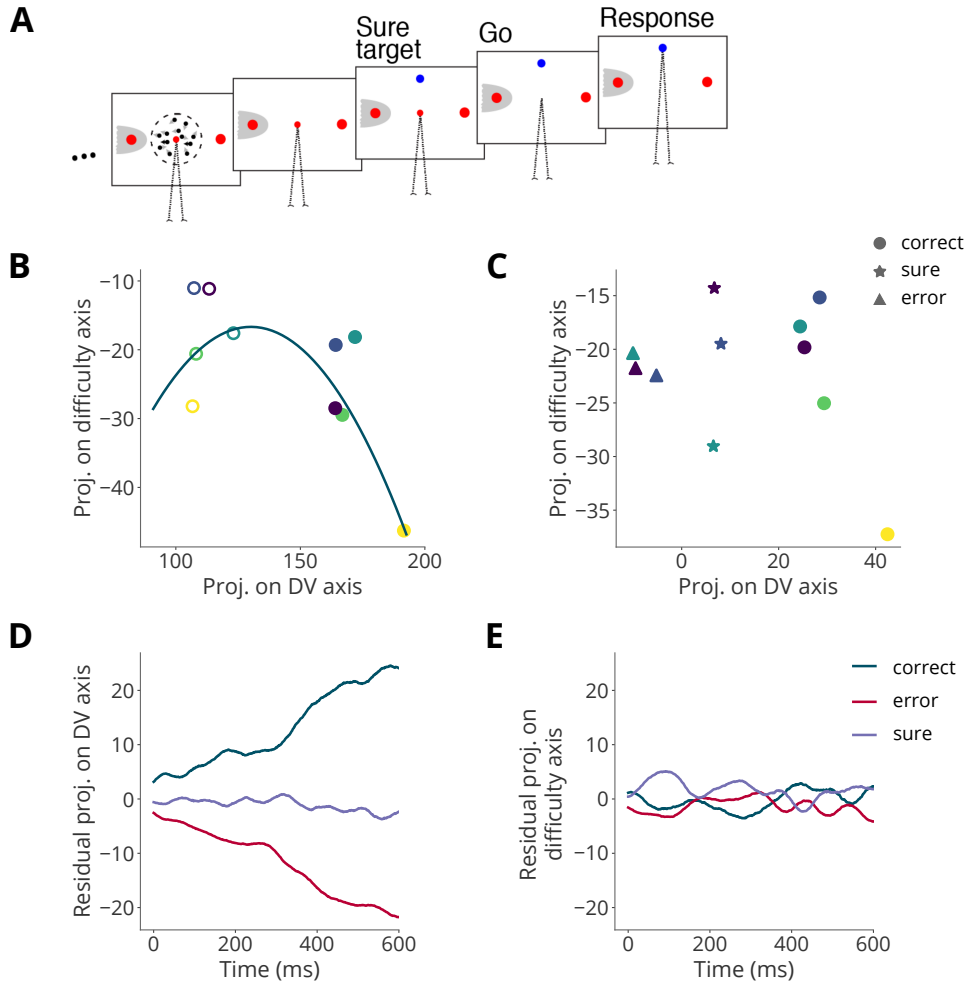 A
Sure
target
Go
Response
B
−10
−20
−30
−40
100
150
200
Proj. on difficulty axis
Proj. on DV axis
C
correct
sure
error
−15
−20
−25
−30
−35
0
20
40
Proj. on difficulty axis
Proj. on DV axis
D
20
10
0
−10
−20
0
200
400
600
Residual proj. on DV axis
Time (ms)
E
20
10
0
−10
−20
0
200
400
600
Residual proj. on
difficulty axis
Time (ms)
correct
error
sure